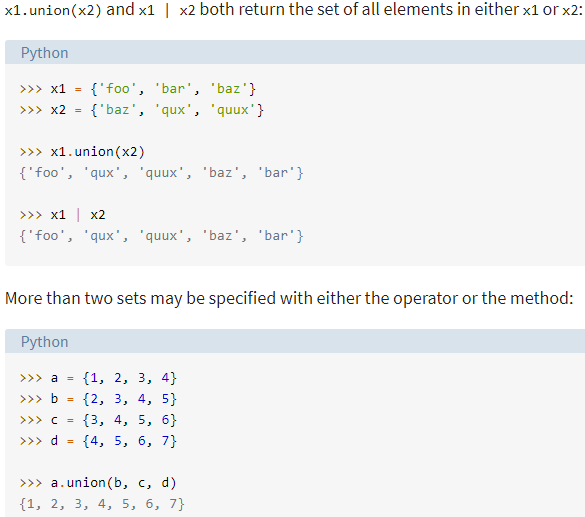 x1.union(x2) and x1 | x2 both return the set of all elements in either x1 or x2:
Python
>>> x1 = {'foo', 'bar', 'baz'}
>>> x2 = {'baz', 'qux', 'quux'}
>>> x1.union(x2)
{'foo', 'qux', 'quux', 'baz', 'bar'}
>>> x1 | x2
{'foo', 'qux', 'quux', 'baz', 'bar'}
More than two sets may be specified with either the operator or the method:
Python
>>> a = {1, 2, 3, 4}
>>> b = {2, 3, 4, 5}
>>> c = {3, 4, 5, 6}
>>> d = {4, 5, 6, 7}
>>> a.union(b, c, d)
{1, 2, 3, 4, 5, 6, 7}